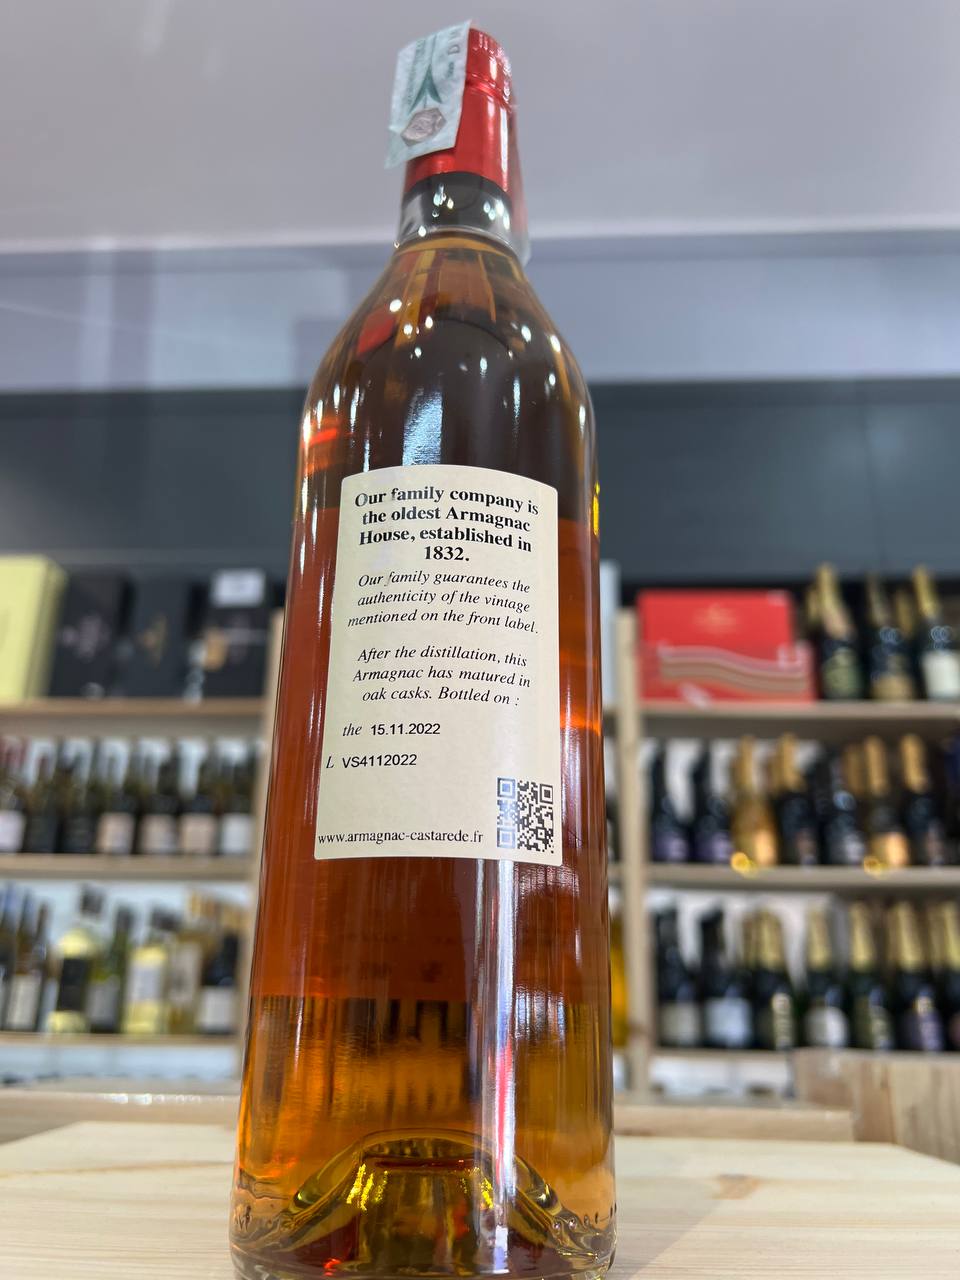 Our family company is
the oldest Armagnac
House, established in
1832.
Our family guarantees the
authenticity of the vintage
mentioned on the front label.
After the distillation, this
Armagnac has matured in
oak casks. Bottled on :
the 15.11.2022
L VS4112022
www.armagnac-castarede.fr